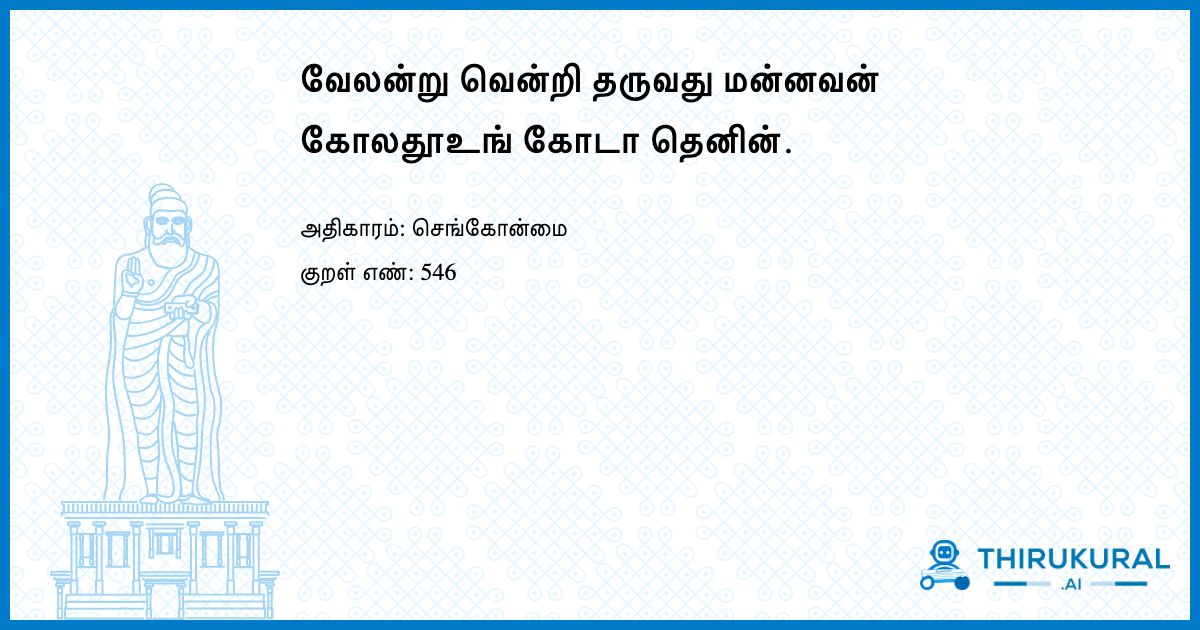 வேலன்று வென்றி தருவது மன்னவன்
கோலதூஉங் கோடா தெனின்.
அதிகாரம்: செங்கோன்மை
குறள் எண்: 546
THIRUKURAL
.AI